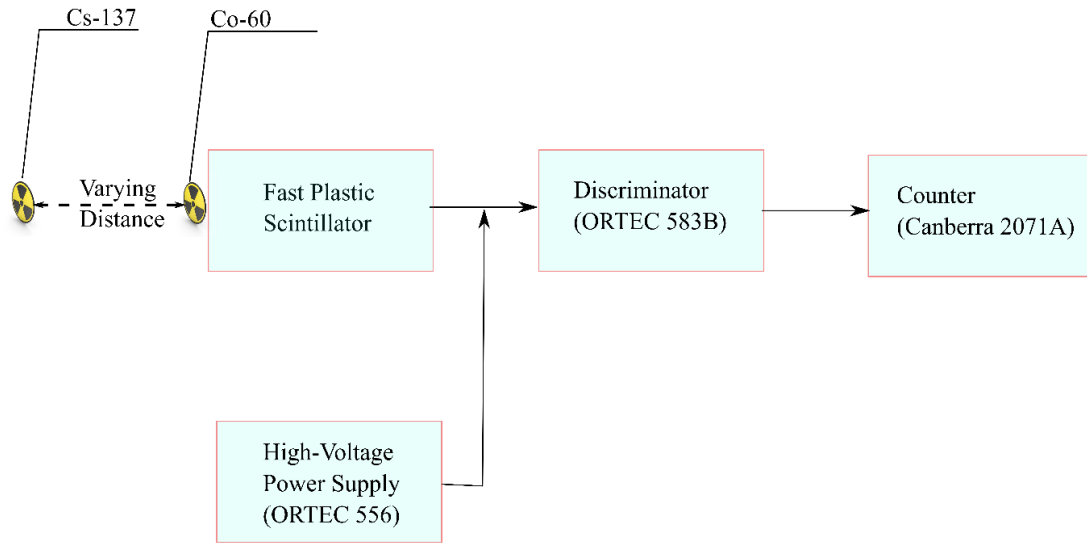 Cs-137
Co-60
Varying
Distance
Fast Plastic
Scintillator
Discriminator
(ORTEC 583B)
Counter
(Canberra 2071A)
High-Voltage
Power Supply
(ORTEC 556)